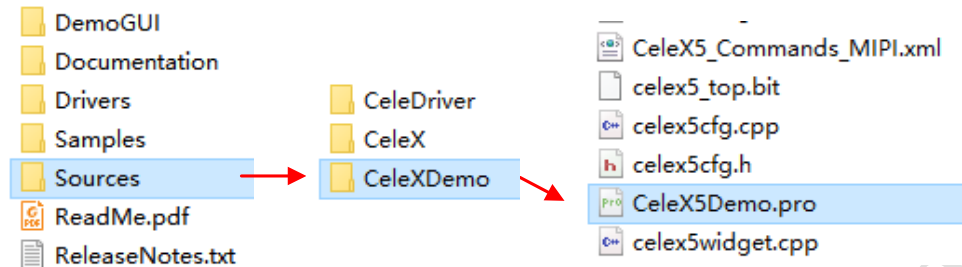 DemoGUI
Documentation
Drivers
Samples
Sources
ReadMe.pdf
ReleaseNotes.txt
CeleDriver
CeleX
CeleXDemo
CeleX5_Commands_MIPI.xml
celex5_top.bit
celex5cfg.cpp
celex5cfg.h
CeleX5Demo.pro
celex5widget.cpp